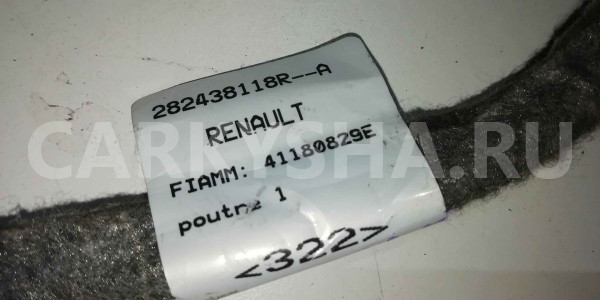 282438118R--A
RENAULT
FIAMM: 41180829E
poutre 1
<322>
CARKYSHA.RU